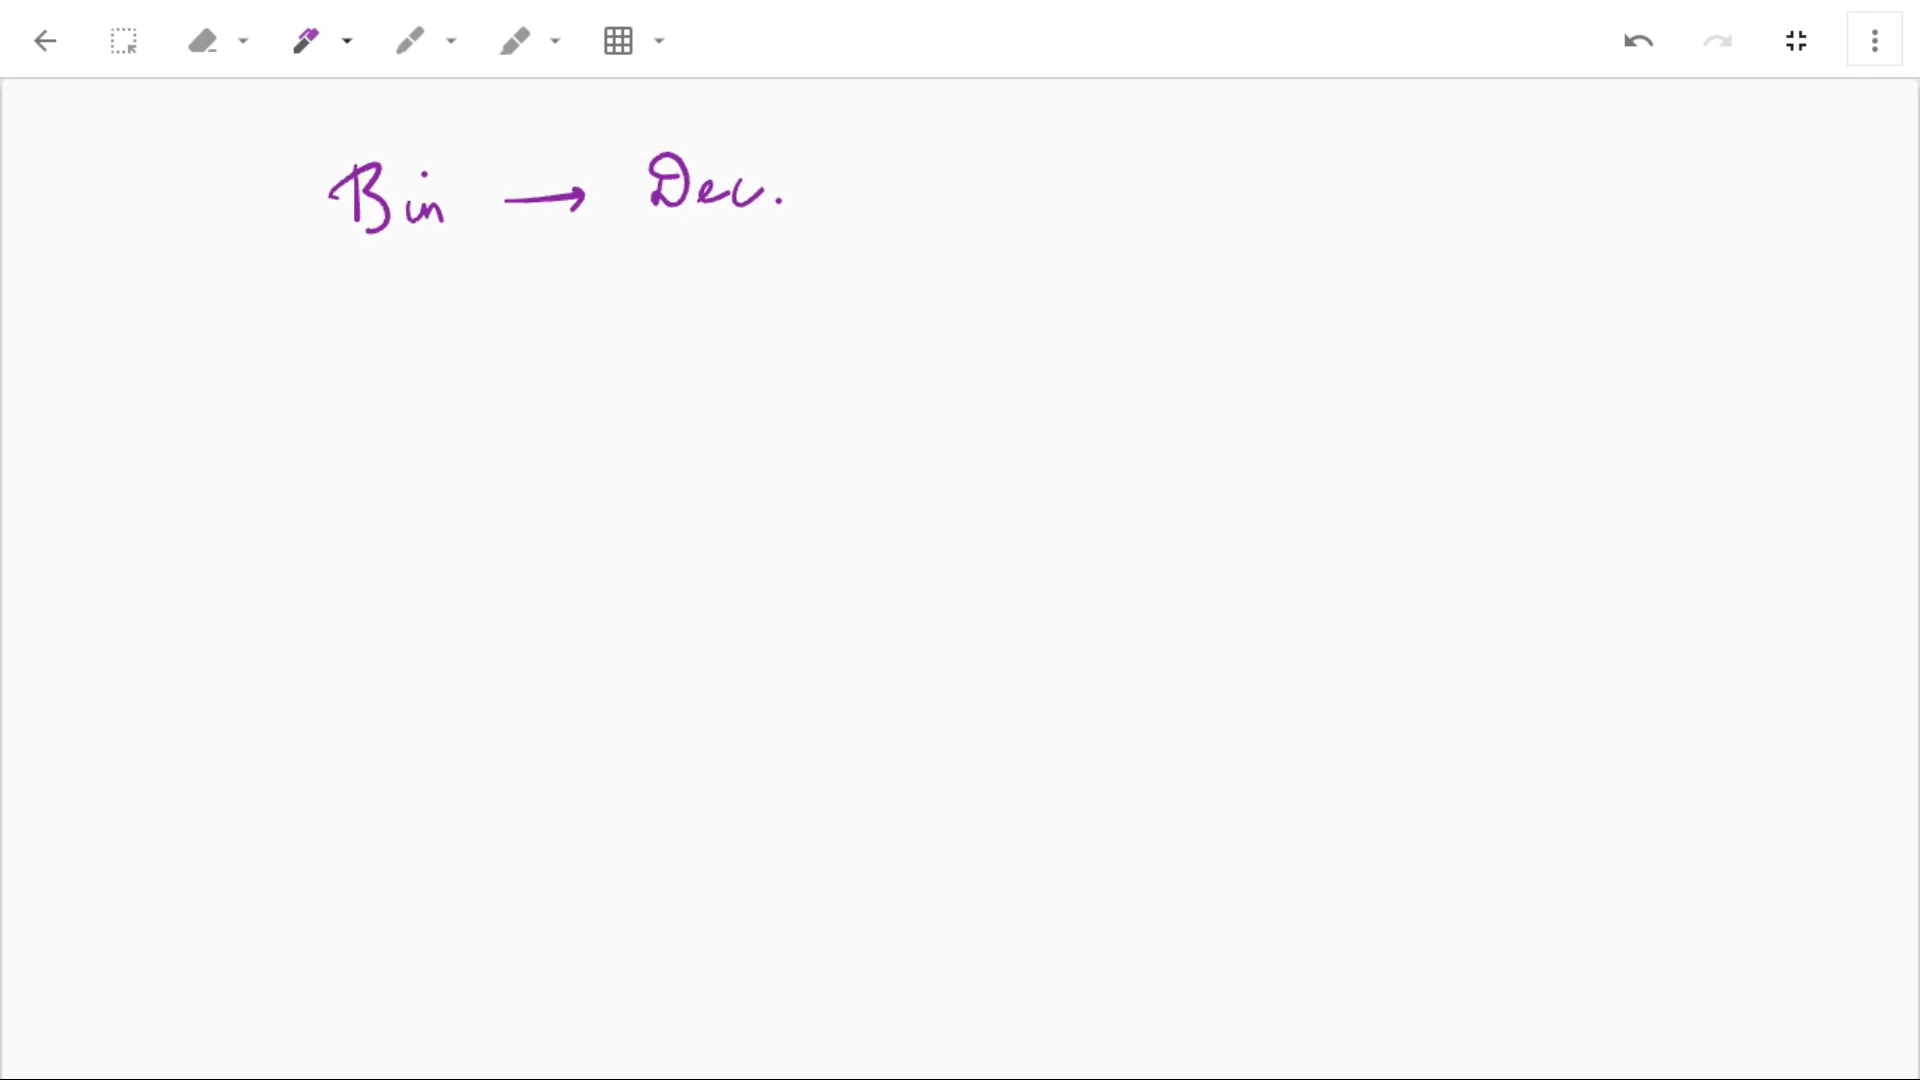 Bin → Dec.